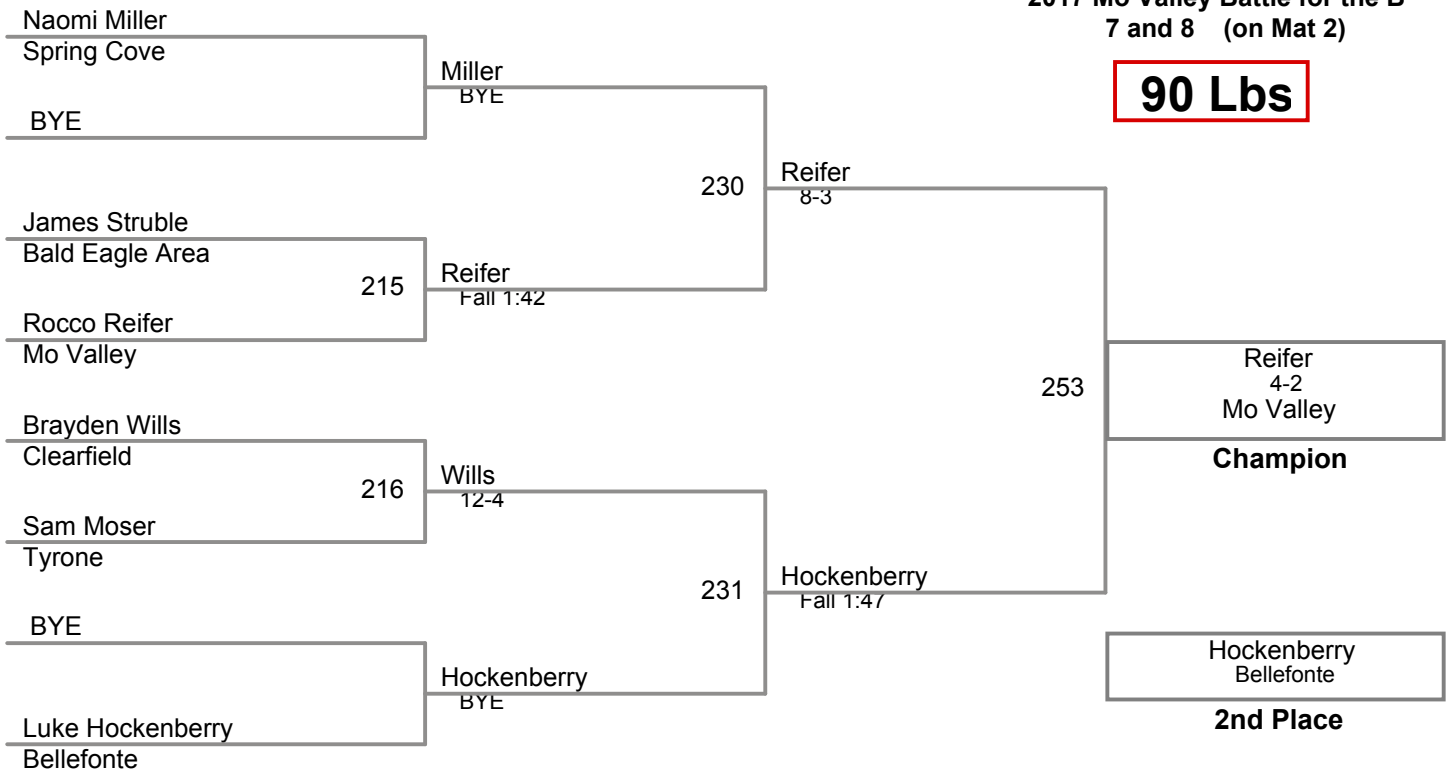 2017 Mo Valley Battle for the B
7 and 8 (on Mat 2)
90 Lbs
Naomi Miller
Spring Cove
BYE
Miller
BYE
James Struble
Bald Eagle Area
215
Rocco Reifer
Mo Valley
Reifer
Fall 1:42
230
Reifer
8-3
Brayden Wills
Clearfield
216
Sam Moser
Tyrone
Wills
12-4
BYE
Luke Hockenberry
Bellefonte
Hockenberry
BYE
231
Hockenberry
Fall 1:47
253
Reifer
4-2
Mo Valley
Champion
Hockenberry
Bellefonte
2nd Place